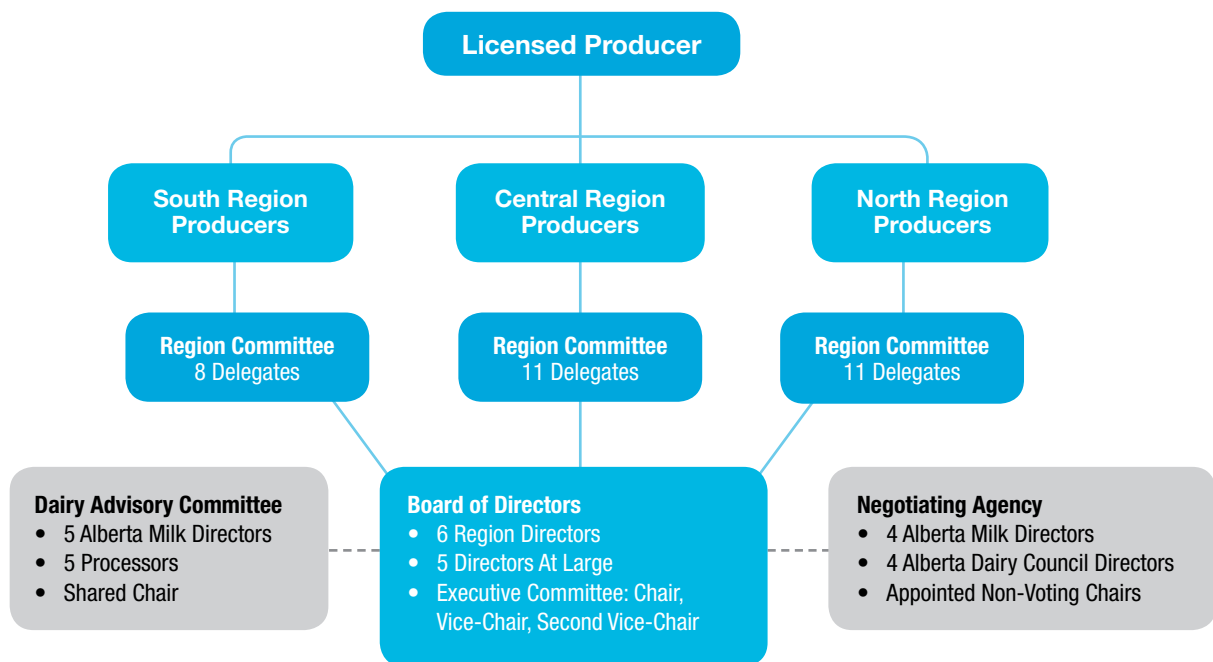 Licensed Producer
South Region
Producers
Central Region
Producers
North Region
Producers
Region Committee
8 Delegates
Region Committee
11 Delegates
Region Committee
11 Delegates
Dairy Advisory Committee
• 5 Alberta Milk Directors
• 5 Processors
• Shared Chair
Board of Directors
• 6 Region Directors
• 5 Directors At Large
• Executive Committee: Chair,
Vice-Chair, Second Vice-Chair
Negotiating Agency
• 4 Alberta Milk Directors
• 4 Alberta Dairy Council Directors
• Appointed Non-Voting Chairs